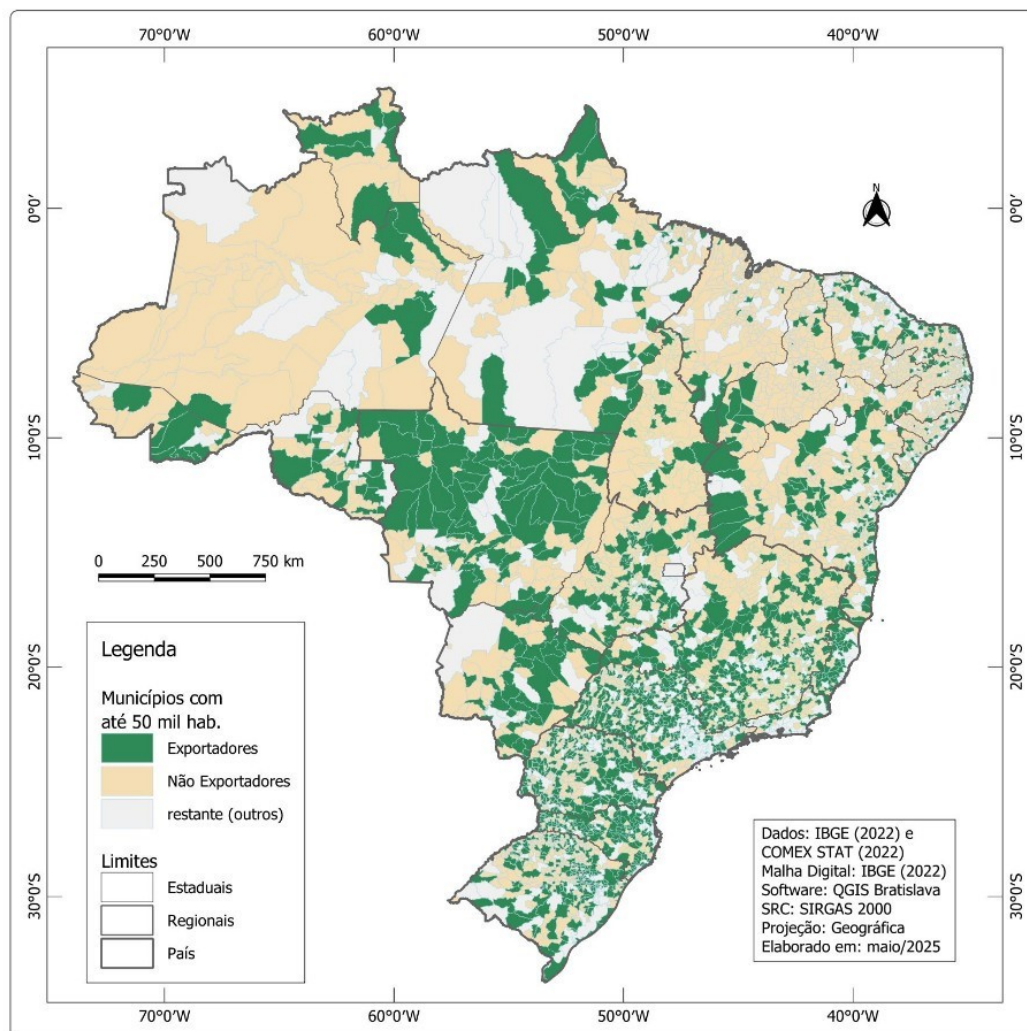 70°0'W 60°0'W 50°0'W 40°0'W
0°0' 0°0'
10°S 10°0'S
20°0'S 20°0'S
30°0'S 30°0'S
N
0 250 500 750 km
Legenda
Municípios com
até 50 mil hab.
Exportadores
Não Exportadores
restante (outros)
Limites
Estaduais
Regionais
País
Dados: IBGE (2022) e
COMEX STAT (2022)
Malha Digital: IBGE (2022)
Software: QGIS Bratislava
SRC: SIRGAS 2000
Projeção: Geográfica
Elaborado em: maio/2025
70°0'W 60°0'W 50°0'W 40°0'W